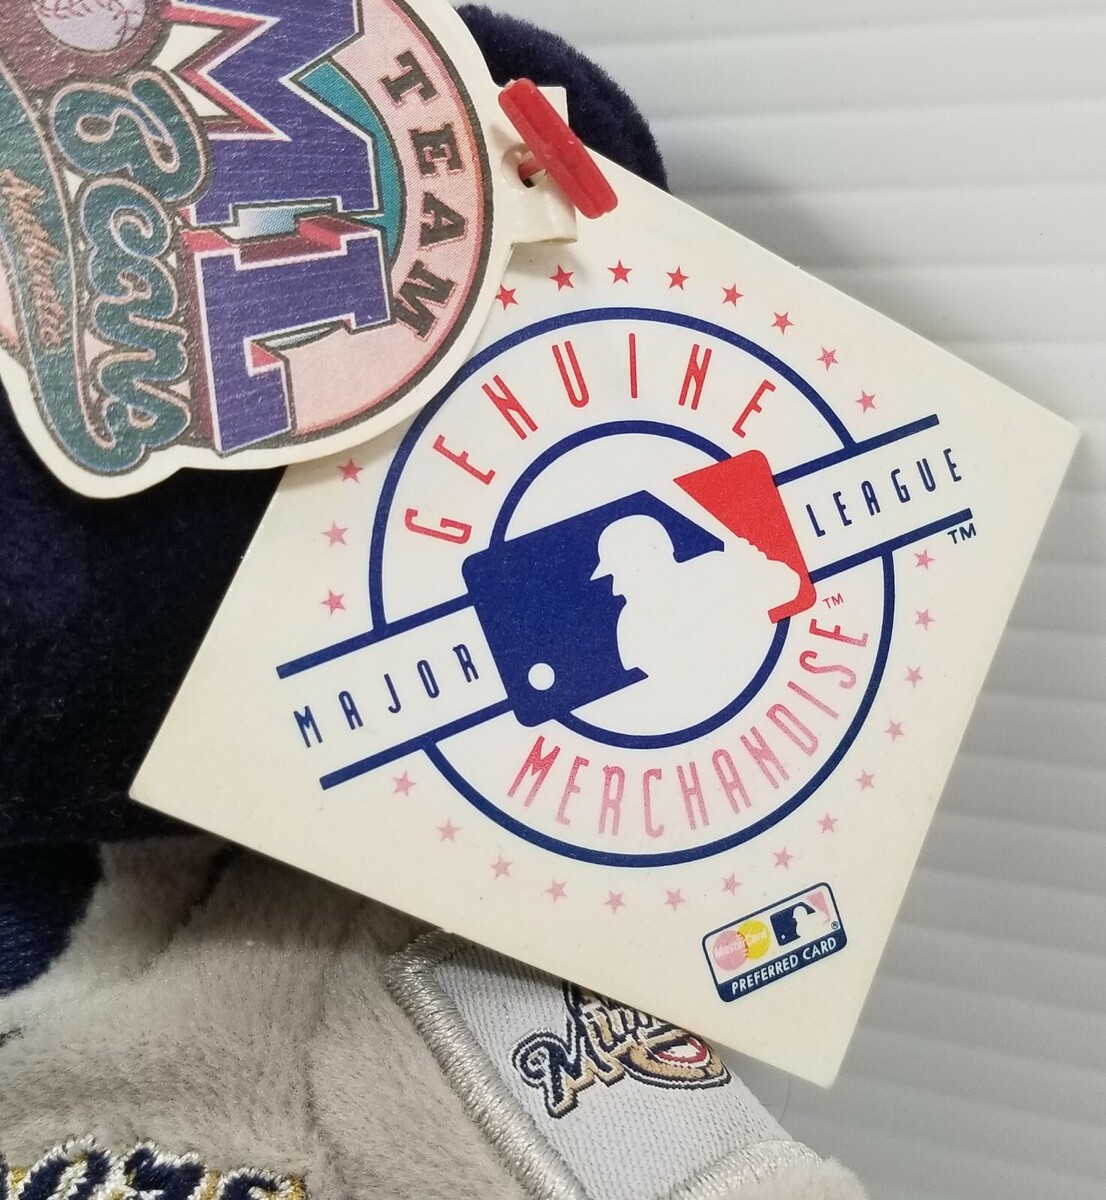 TEAM
Beans
GENUINE
MAJOR LEAGUE ™
MERCHANDISE ™
MasterCard
®
PREFERRED CARD